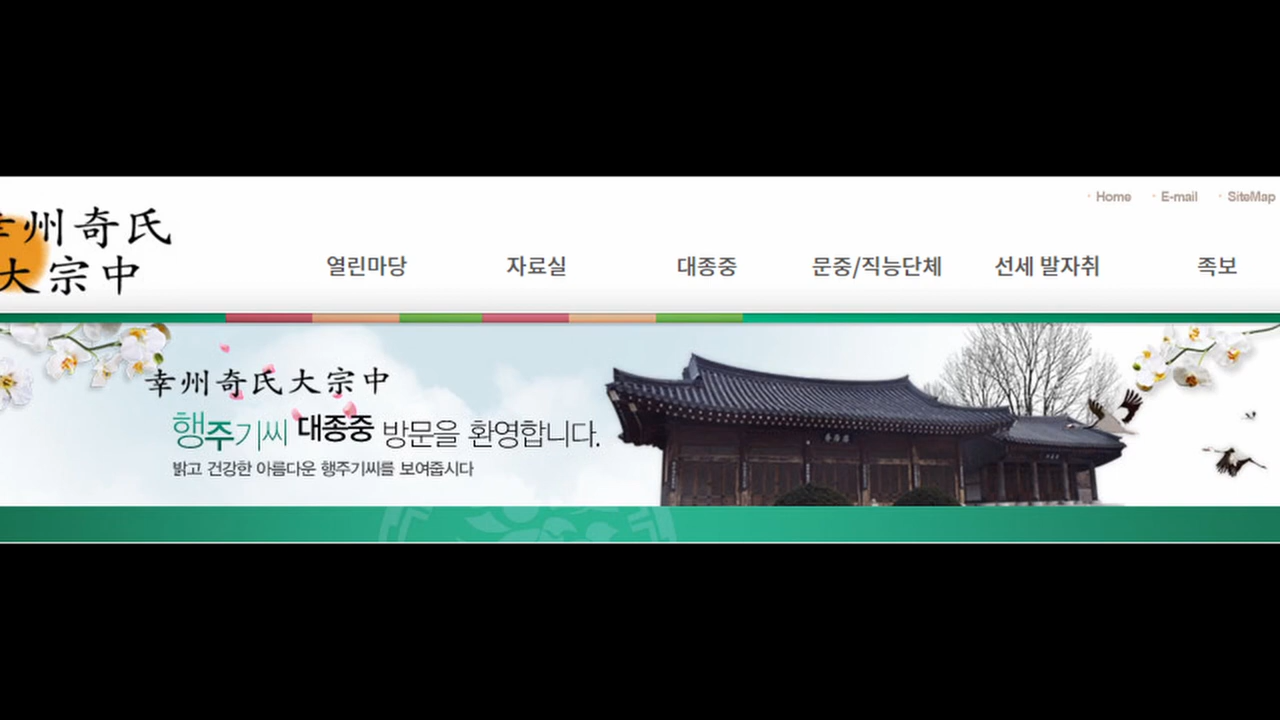 Home E-mail SiteMap
幸州奇氏
大宗中
열린마당 자료실 대종중 문중/직능단체 선세 발자취 족보
幸州奇氏大宗中
행주기씨 대종중 방문을 환영합니다.
밝고 건강한 아름다운 행주기씨를 보여줍시다